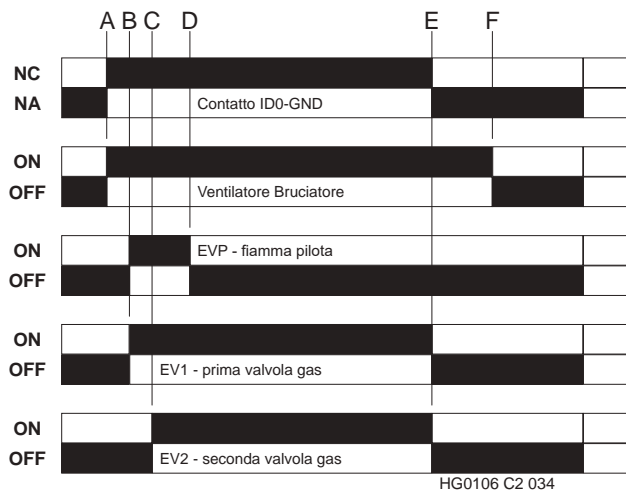 A B C D E F
NC
NA Contatto ID0-GND
ON
OFF Ventilatore Bruciatore
ON EVP - fiamma pilota
OFF
ON
OFF EV1 - prima valvola gas
ON
OFF EV2 - seconda valvola gas
HG0106 C2 034